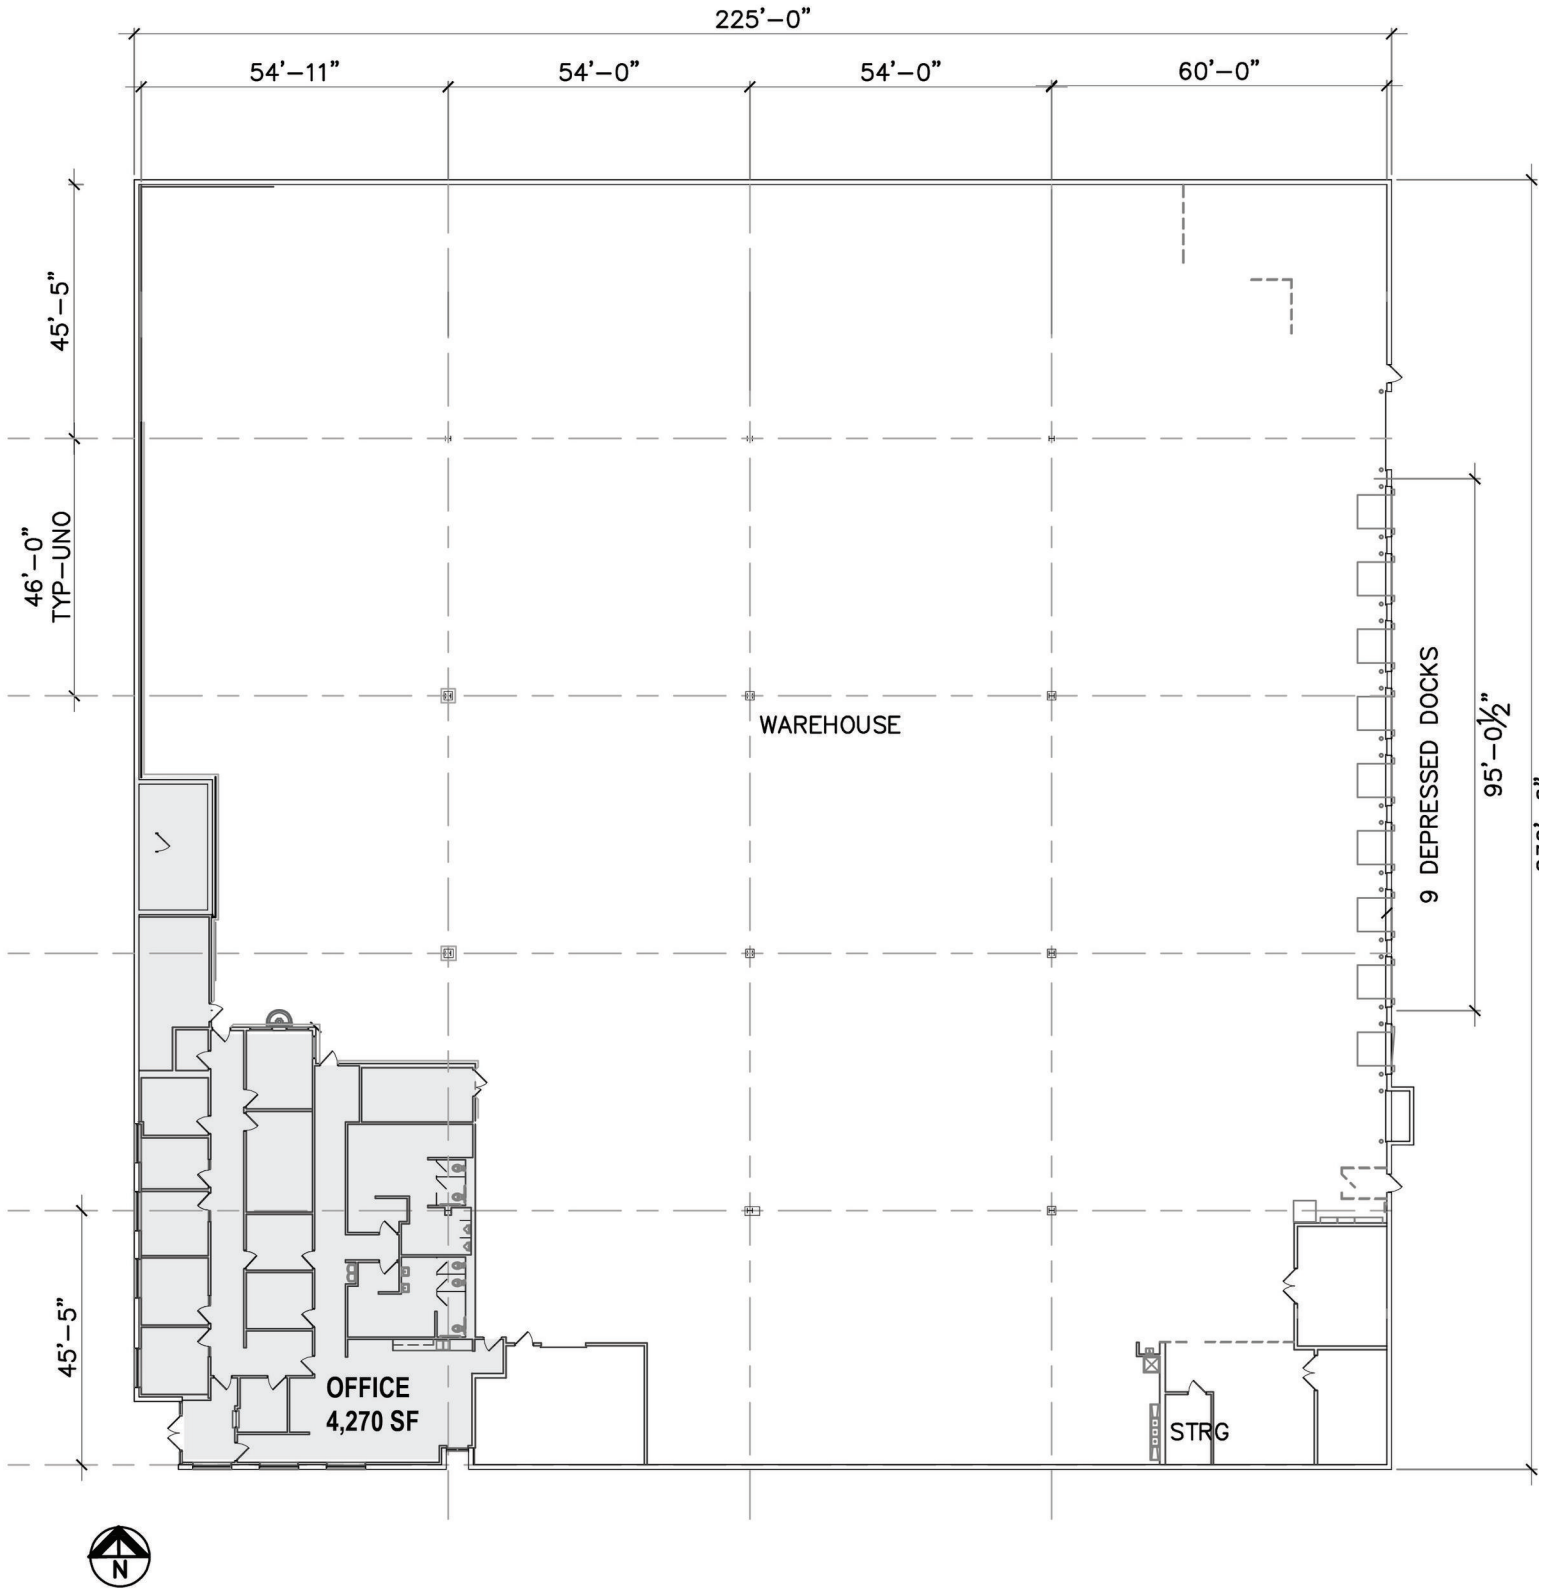 225'–0"
54'–11"
54'–0"
54'–0"
60'–0"
45'–5"
46'–0"
TYP–UNO
WAREHOUSE
9 DEPRESSED DOCKS
95'–0½"
45'–5"
OFFICE
4,270 SF
STRG
N